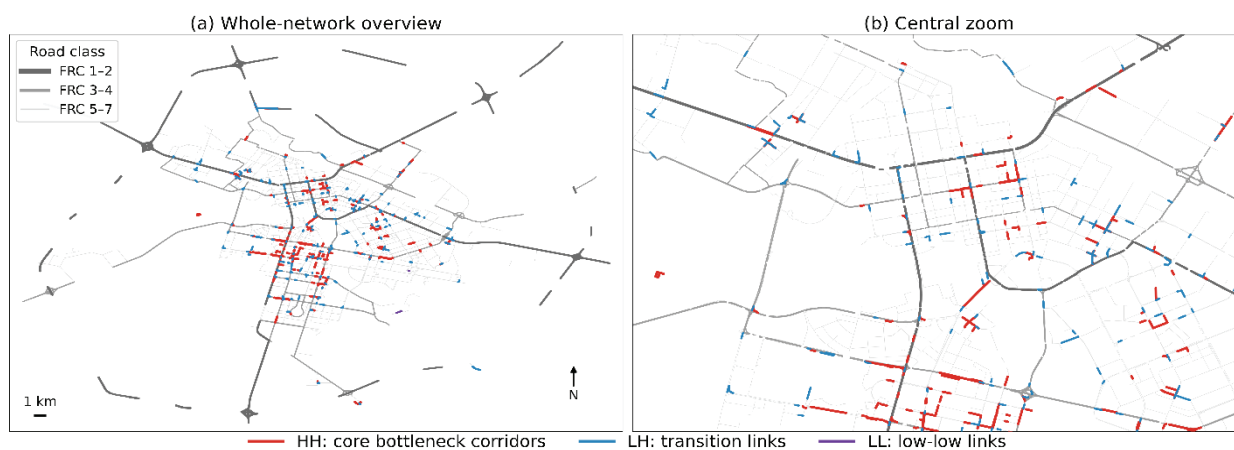 (a) Whole-network overview
Road class
FRC 1–2
FRC 3–4
FRC 5–7
1 km
N
(b) Central zoom
HH: core bottleneck corridors
LH: transition links
LL: low-low links